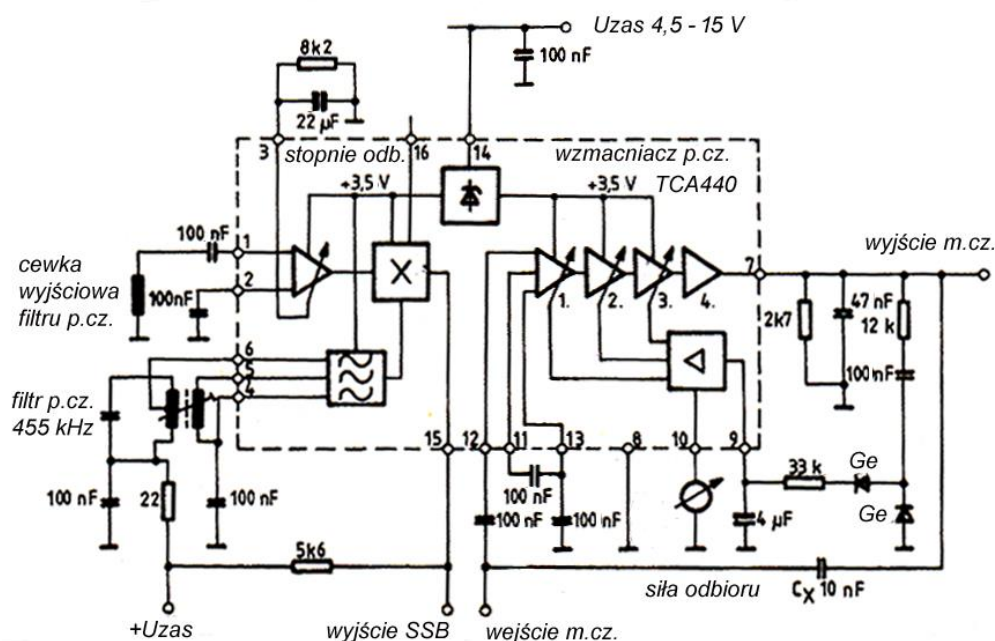 Uzas 4,5 - 15 V
8k2
100 nF
22 µF
3
stopnie odb.
16
14
wzmacniacz p.cz.
TCA440
+3,5 V
+3,5 V
100 nF
1
wyjście m.cz.
cewka
wyjściowa
filtru p.cz.
100nF
2
X
1.
2.
3.
4.
7
2k7
47 nF
12 k
100nF
6
5
4
filtr p.cz.
455 kHz
15
12
11
13
8
10
9
33 k
Ge
Ge
100 nF
22
100 nF
100 nF
100 nF
100 nF
4 µF
5k6
siła odbioru
CX 10 nF
+Uzas
wyjście SSB
wejście m.cz.